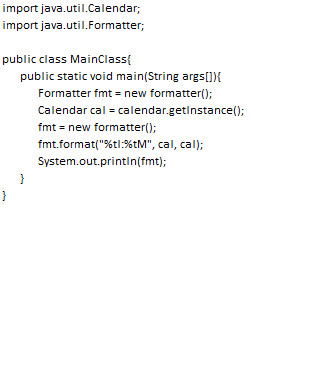 import java.util.Calendar;
import java.util.Formatter;
public class MainClass{
public static void main(String args[]){
Formatter fmt = new formatter();
Calendar cal = calendar.getInstance();
fmt = new formatter();
fmt.format("%tl:%tM", cal, cal);
System.out.println(fmt);
}
}